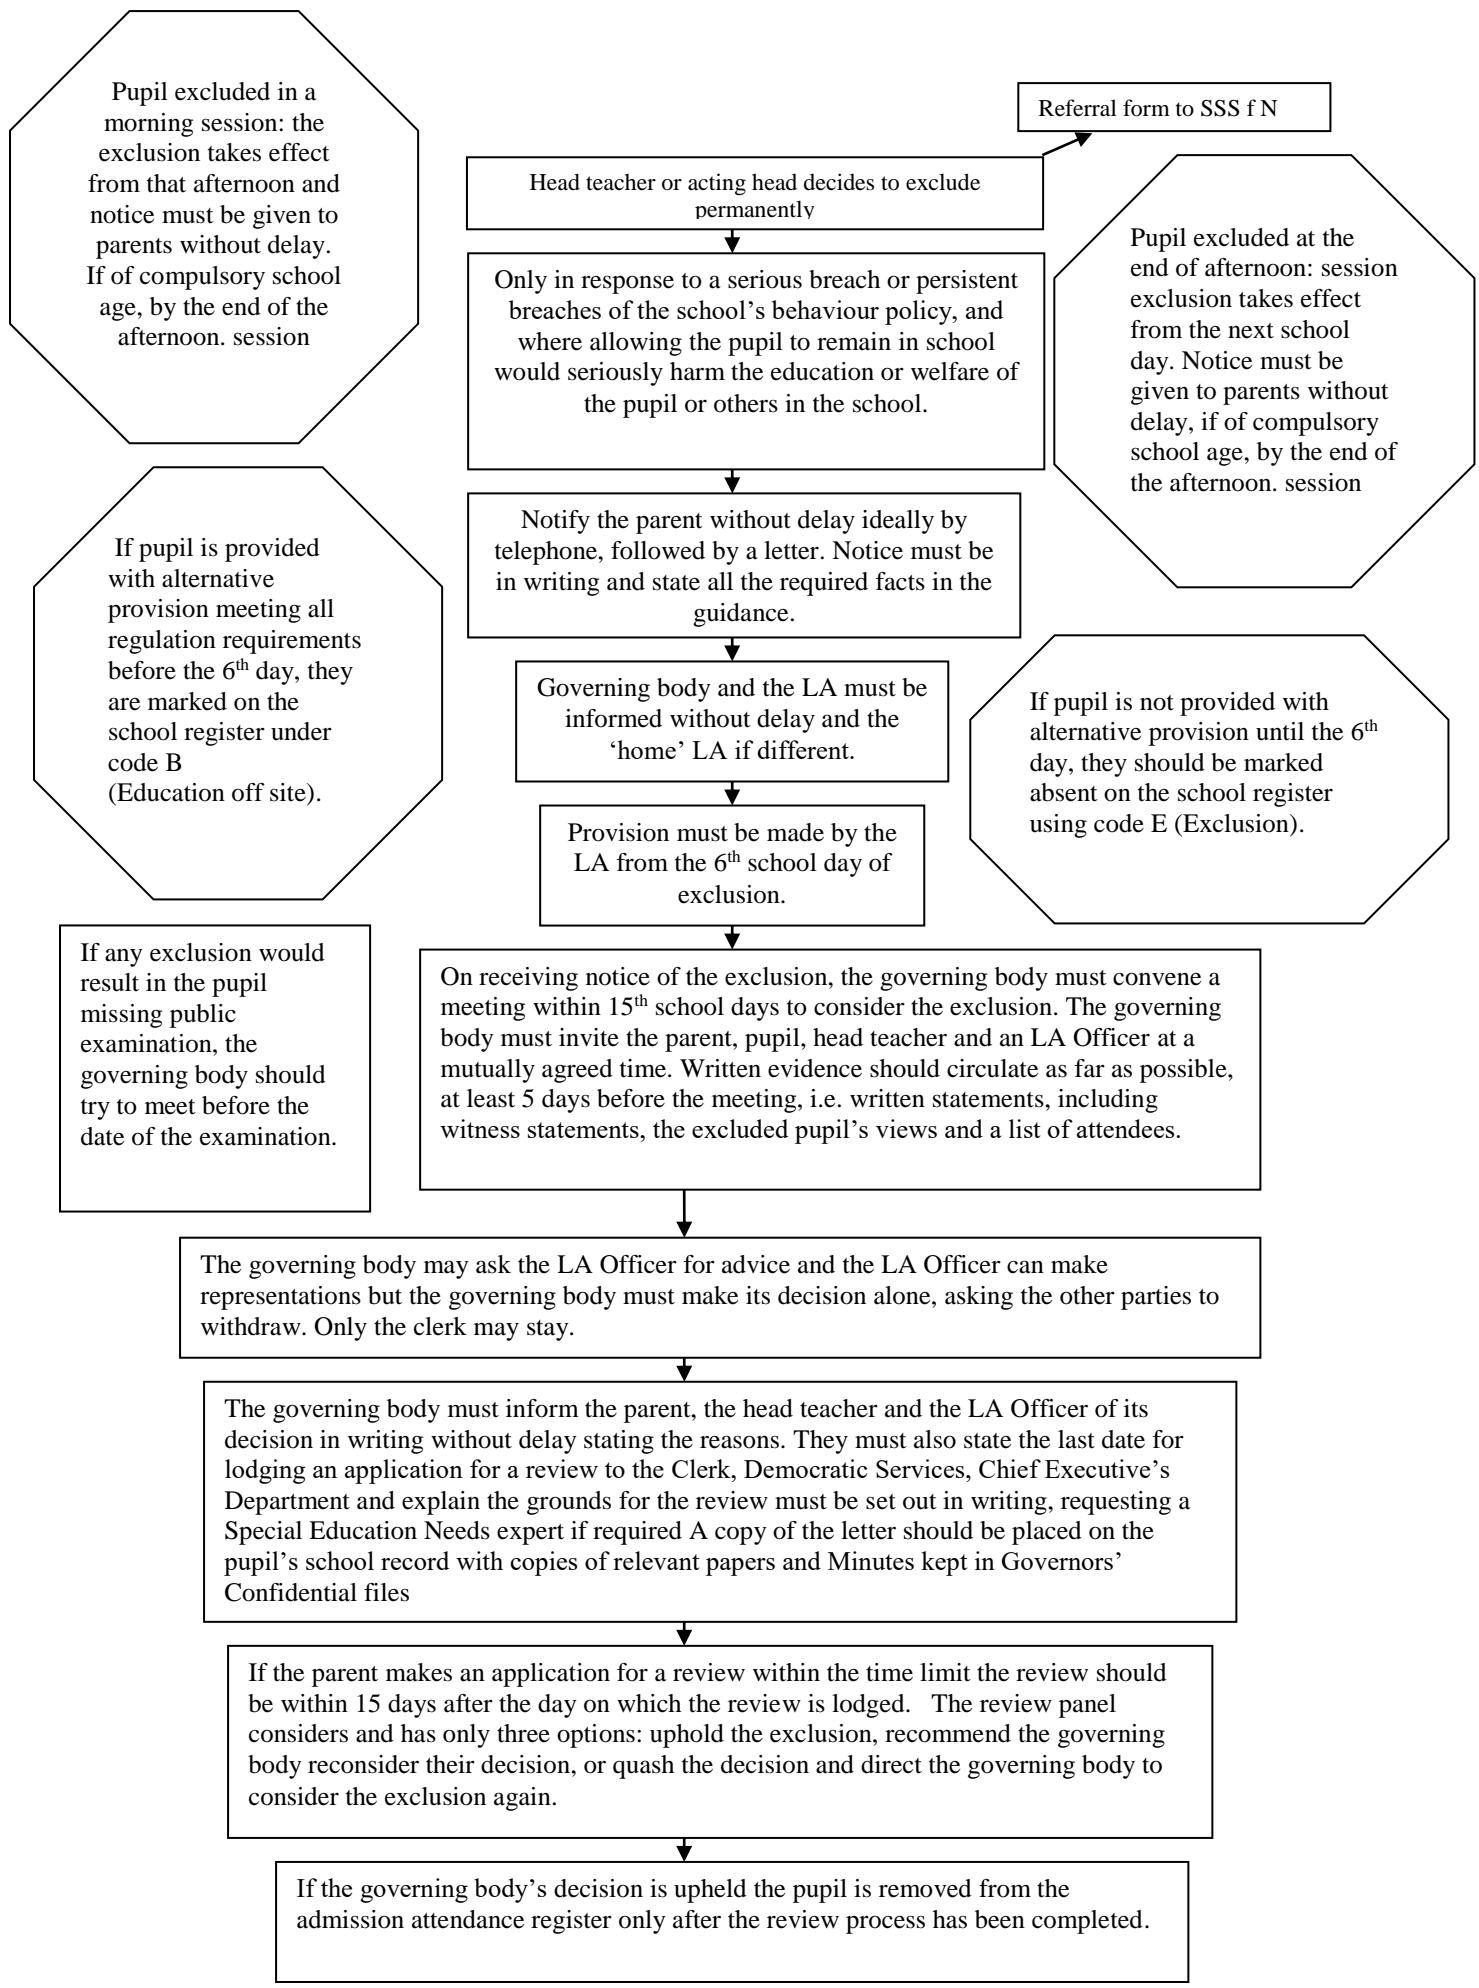 Pupil excluded in a
morning session: the
exclusion takes effect
from that afternoon and
notice must be given to
parents without delay.
If of compulsory school
age, by the end of the
afternoon. session
Referral form to SSS f N
Head teacher or acting head decides to exclude
permanently
Only in response to a serious breach or persistent
breaches of the school’s behaviour policy, and
where allowing the pupil to remain in school
would seriously harm the education or welfare of
the pupil or others in the school.
Pupil excluded at the
end of afternoon: session
exclusion takes effect
from the next school
day. Notice must be
given to parents without
delay, if of compulsory
school age, by the end of
the afternoon. session
Notify the parent without delay ideally by
telephone, followed by a letter. Notice must be
in writing and state all the required facts in the
guidance.
If pupil is provided
with alternative
provision meeting all
regulation requirements
before the 6th day, they
are marked on the
school register under
code B
(Education off site).
Governing body and the LA must be
informed without delay and the
‘home’ LA if different.
If pupil is not provided with
alternative provision until the 6th
day, they should be marked
absent on the school register
using code E (Exclusion).
Provision must be made by the
LA from the 6th school day of
exclusion.
If any exclusion would
result in the pupil
missing public
examination, the
governing body should
try to meet before the
date of the examination.
On receiving notice of the exclusion, the governing body must convene a
meeting within 15th school days to consider the exclusion. The governing
body must invite the parent, pupil, head teacher and an LA Officer at a
mutually agreed time. Written evidence should circulate as far as possible,
at least 5 days before the meeting, i.e. written statements, including
witness statements, the excluded pupil’s views and a list of attendees.
The governing body may ask the LA Officer for advice and the LA Officer can make
representations but the governing body must make its decision alone, asking the other parties to
withdraw. Only the clerk may stay.
The governing body must inform the parent, the head teacher and the LA Officer of its
decision in writing without delay stating the reasons. They must also state the last date for
lodging an application for a review to the Clerk, Democratic Services, Chief Executive’s
Department and explain the grounds for the review must be set out in writing, requesting a
Special Education Needs expert if required A copy of the letter should be placed on the
pupil’s school record with copies of relevant papers and Minutes kept in Governors’
Confidential files
If the parent makes an application for a review within the time limit the review should
be within 15 days after the day on which the review is lodged. The review panel
considers and has only three options: uphold the exclusion, recommend the governing
body reconsider their decision, or quash the decision and direct the governing body to
consider the exclusion again.
If the governing body’s decision is upheld the pupil is removed from the
admission attendance register only after the review process has been completed.